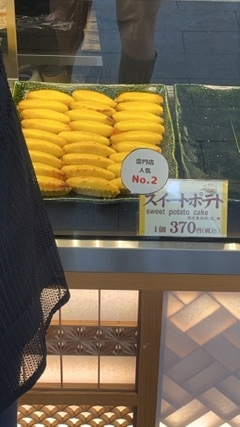 雷門店
人気
No.2
スイートポテト
sweet potato cake
1個 370円(税込)